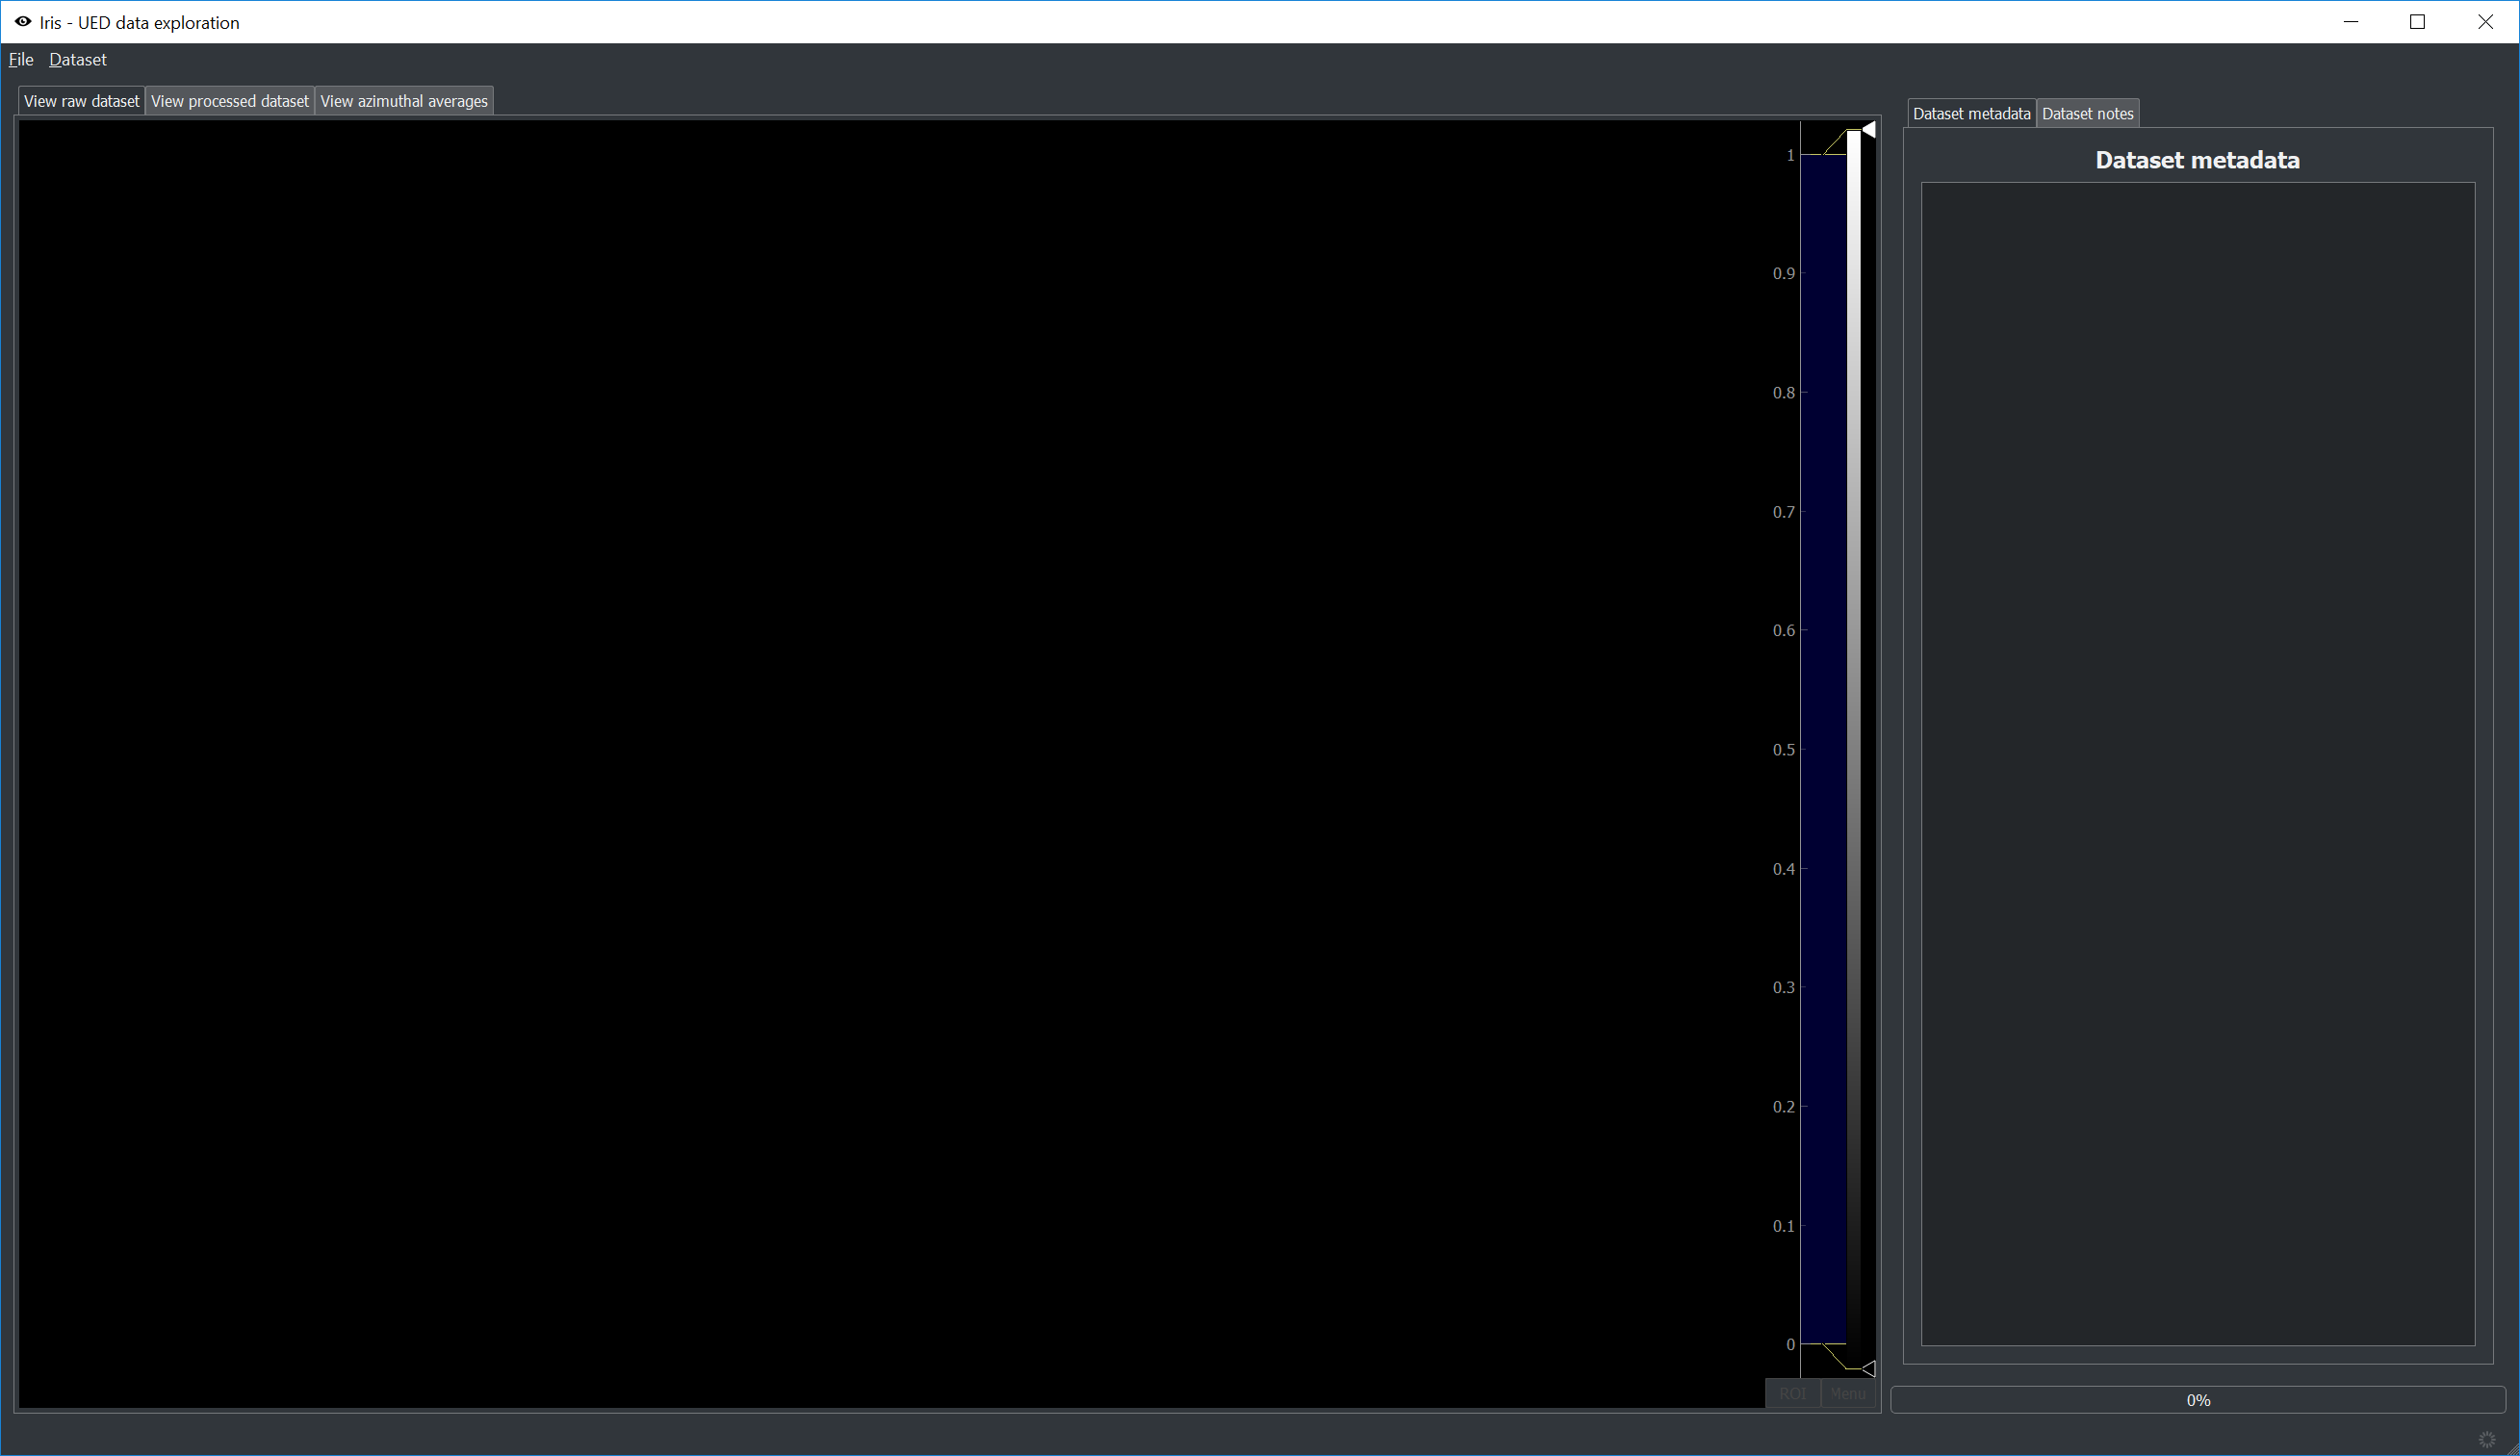 Iris - UED data exploration
File Dataset
View raw dataset View processed dataset View azimuthal averages
Dataset metadata Dataset notes
Dataset metadata
1
0.9
0.8
0.7
0.6
0.5
0.4
0.3
0.2
0.1
0
ROI Menu
0%